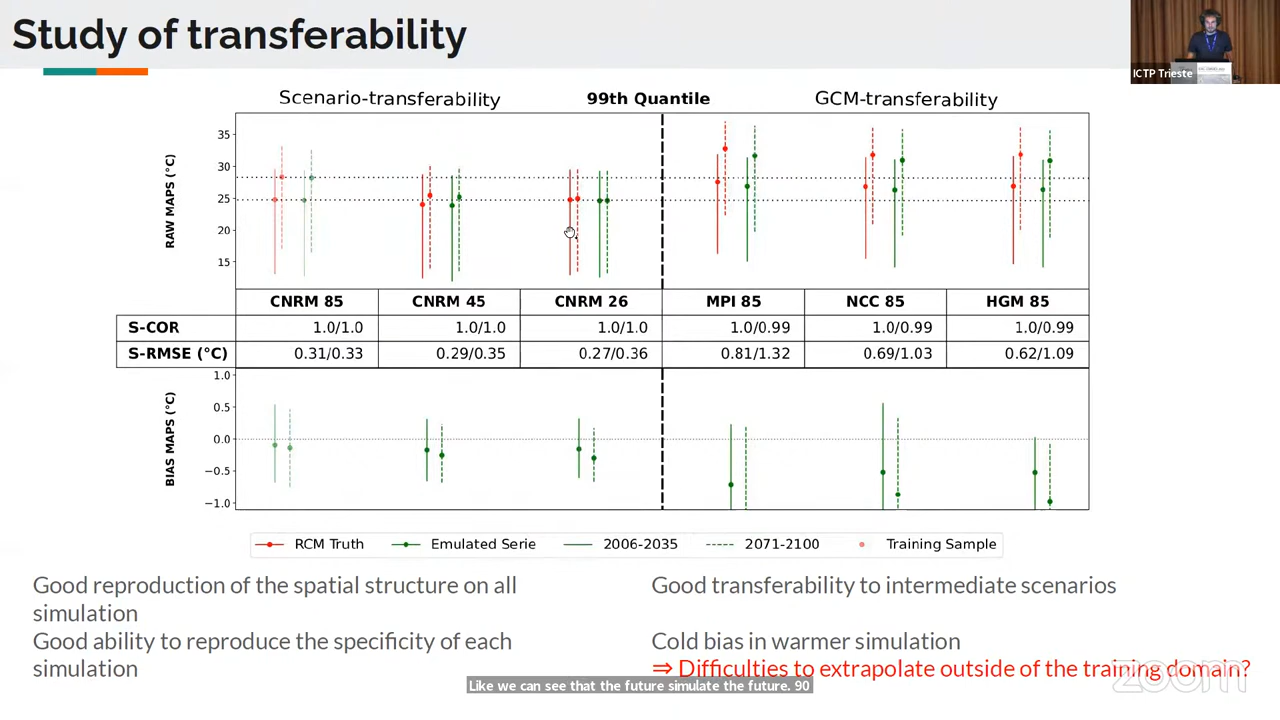 Study of transferability
ICTP Trieste
Scenario-transferability 99th Quantile GCM-transferability
RAW MAPS (°C)
35
30
25
20
15
CNRM 85 CNRM 45 CNRM 26 MPI 85 NCC 85 HGM 85
S-COR 1.0/1.0 1.0/1.0 1.0/1.0 1.0/0.99 1.0/0.99 1.0/0.99
S-RMSE (°C) 0.31/0.33 0.29/0.35 0.27/0.36 0.81/1.32 0.69/1.03 0.62/1.09
BIAS MAPS (°C)
1.0
0.5
0.0
−0.5
−1.0
RCM Truth Emulated Serie 2006-2035 2071-2100 Training Sample
Good reproduction of the spatial structure on all
simulation
Good ability to reproduce the specificity of each
simulation
Good transferability to intermediate scenarios
Cold bias in warmer simulation
⇒ Difficulties to extrapolate outside of the training domain?
Like we can see that the future simulate the future. 90
zoom